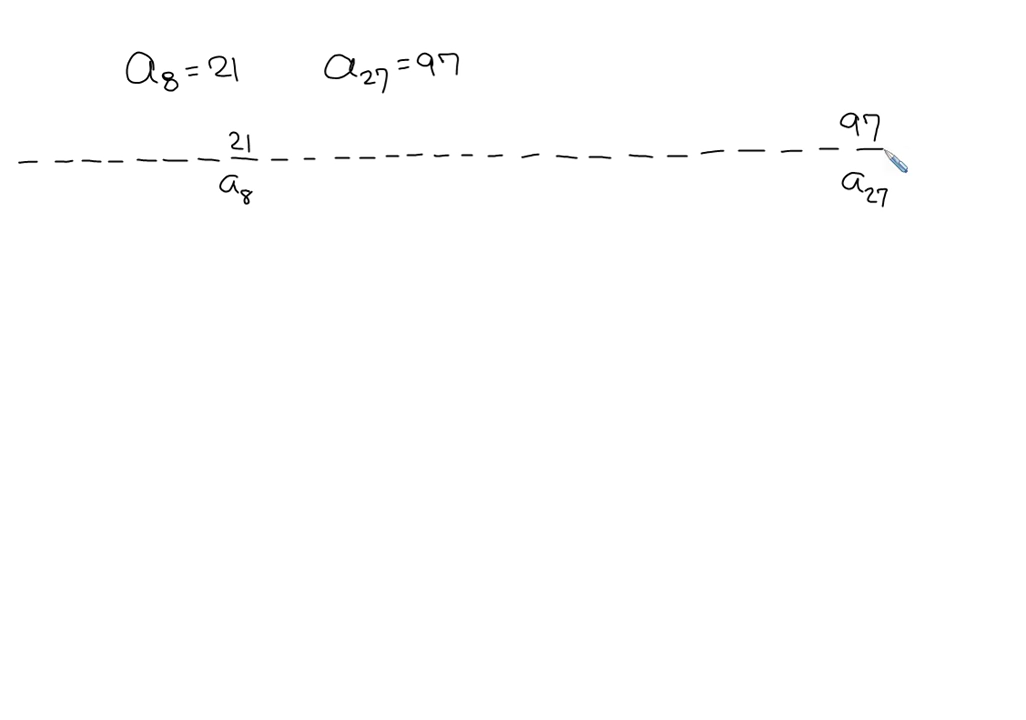 a₈ = 21 a₂₇ = 97
21 97
a₈ a₂₇